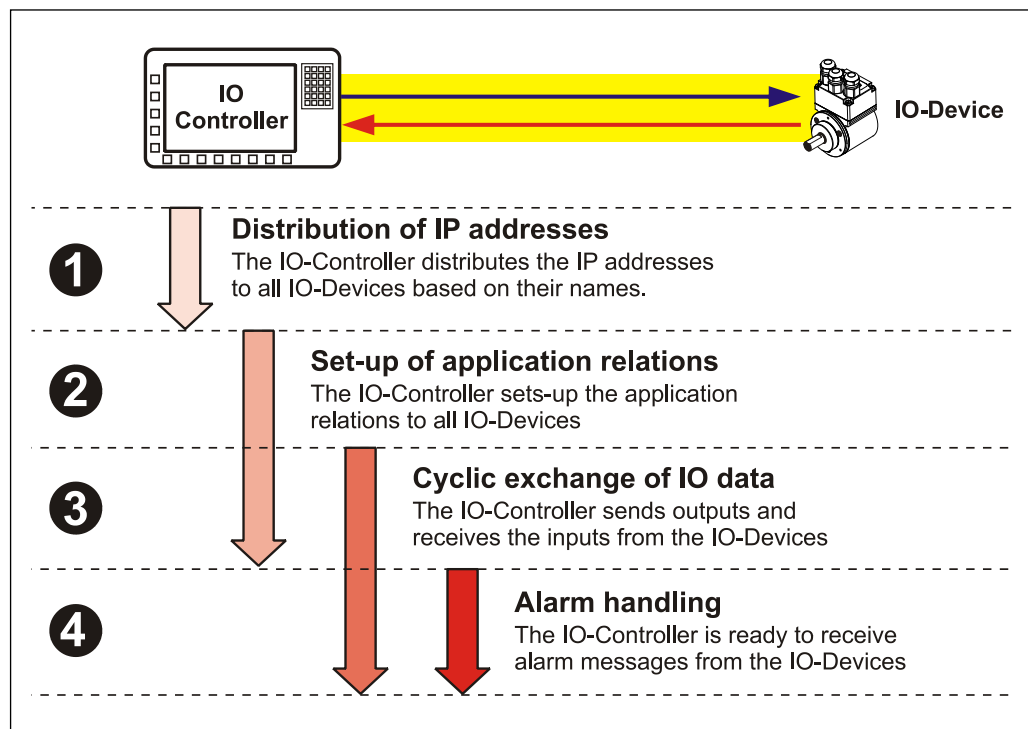 IO
Controller
IO-Device
1
Distribution of IP addresses
The IO-Controller distributes the IP addresses
to all IO-Devices based on their names.
2
Set-up of application relations
The IO-Controller sets-up the application
relations to all IO-Devices
3
Cyclic exchange of IO data
The IO-Controller sends outputs and
receives the inputs from the IO-Devices
4
Alarm handling
The IO-Controller is ready to receive
alarm messages from the IO-Devices